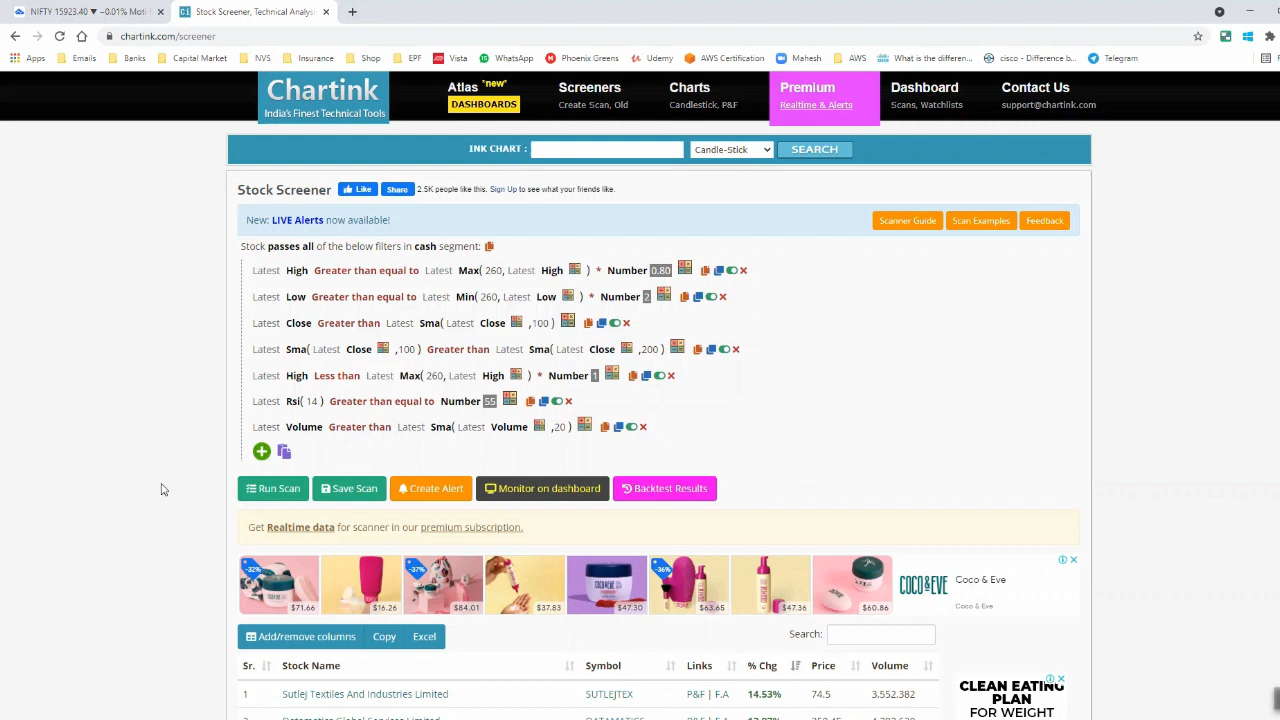 NIFTY 15923.40 ▼ −0.01% Moti
Stock Screener, Technical Analysi
chartink.com/screener
Apps Emails Banks Capital Market NVS Insurance Shop EPF Vista WhatsApp Phoenix Greens Udemy AWS Certification Mahesh AWS What is the differen... cisco - Difference b... Telegram
Chartink
India's Finest Technical Tools
Atlas *new*
DASHBOARDS
Screeners
Create Scan, Old
Charts
Candlestick, P&F
Premium
Realtime & Alerts
Dashboard
Scans, Watchlists
Contact Us
support@chartink.com
INK CHART : Candle-Stick SEARCH
Stock Screener Like Share 2.5K people like this. Sign Up to see what your friends like.
New: LIVE Alerts now available! Scanner Guide Scan Examples Feedback
Stock passes all of the below filters in cash segment:
Latest High Greater than equal to Latest Max( 260, Latest High ) * Number 0.80
Latest Low Greater than equal to Latest Min( 260, Latest Low ) * Number 2
Latest Close Greater than Latest Sma( Latest Close ,100 )
Latest Sma( Latest Close ,100 ) Greater than Latest Sma( Latest Close ,200 )
Latest High Less than Latest Max( 260, Latest High ) * Number 1
Latest Rsi( 14 ) Greater than equal to Number 55
Latest Volume Greater than Latest Sma( Latest Volume ,20 )
Run Scan Save Scan Create Alert Monitor on dashboard Backtest Results
Get Realtime data for scanner in our premium subscription.
-32% -37% -36%
$71.66 $16.26 $84.01 $37.83 $47.30 $63.65 $47.36 $60.86
COCO&EVE
Coco & Eve
Coco & Eve
Add/remove columns Copy Excel Search:
Sr. Stock Name Symbol Links % Chg Price Volume
1 Sutlej Textiles And Industries Limited SUTLEJTEX P&F | F.A 14.53% 74.5 3,552,382
CLEAN EATING
PLAN
FOR WEIGHT